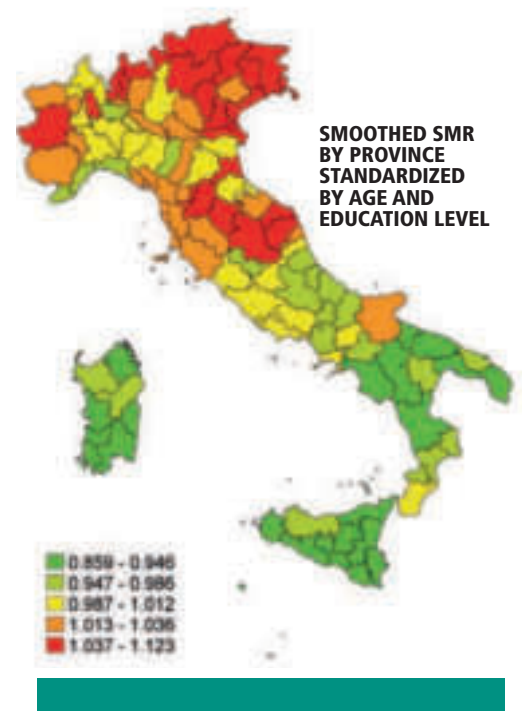 SMOOTHED SMR
BY PROVINCE
STANDARDIZED
BY AGE AND
EDUCATION LEVEL
0.859 - 0.946
0.947 - 0.986
0.987 - 1.012
1.013 - 1.036
1.037 - 1.123